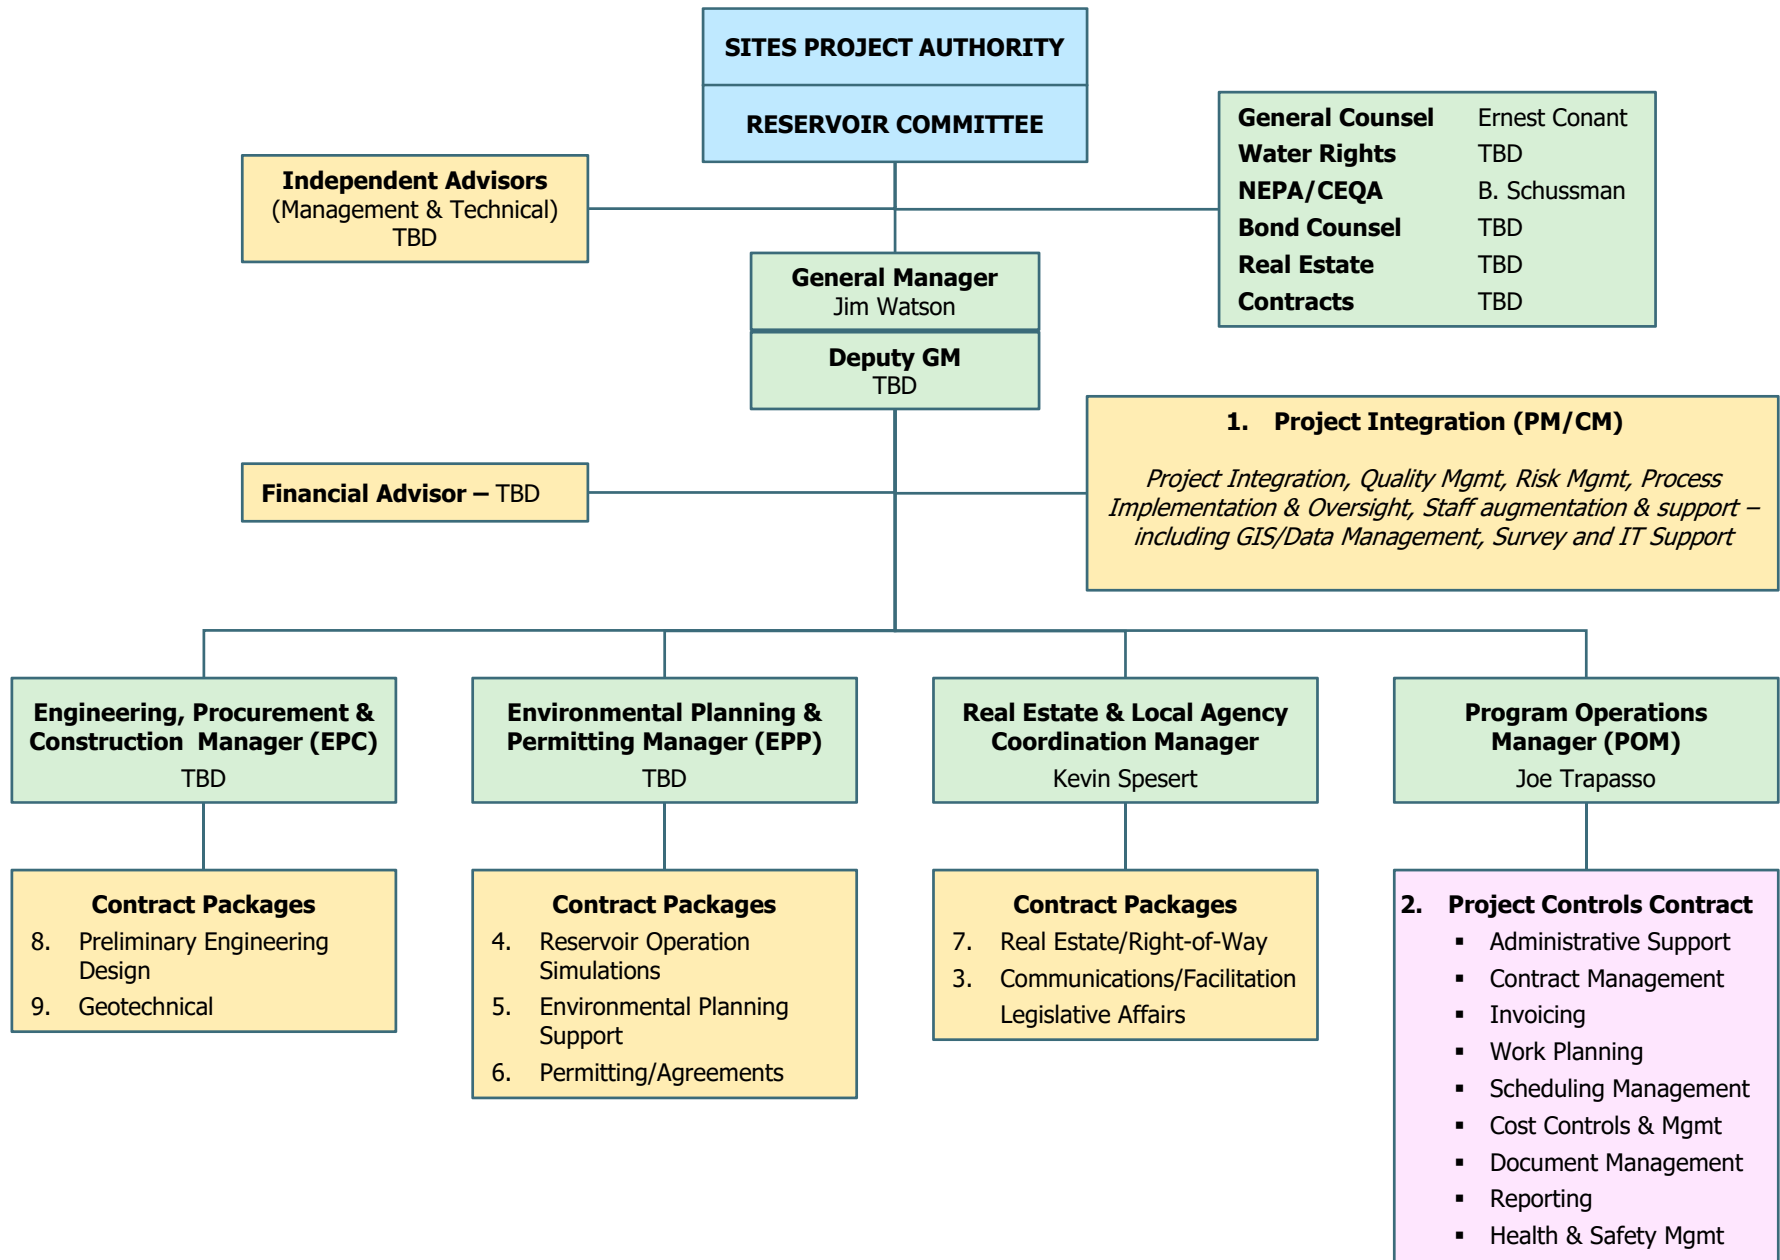 SITES PROJECT AUTHORITY
RESERVOIR COMMITTEE
Independent Advisors
(Management & Technical)
TBD
General Counsel Ernest Conant
Water Rights TBD
NEPA/CEQA B. Schussman
Bond Counsel TBD
Real Estate TBD
Contracts TBD
General Manager
Jim Watson
Deputy GM
TBD
Financial Advisor – TBD
1. Project Integration (PM/CM)
Project Integration, Quality Mgmt, Risk Mgmt, Process
Implementation & Oversight, Staff augmentation & support –
including GIS/Data Management, Survey and IT Support
Engineering, Procurement &
Construction Manager (EPC)
TBD
Environmental Planning &
Permitting Manager (EPP)
TBD
Real Estate & Local Agency
Coordination Manager
Kevin Spesert
Program Operations
Manager (POM)
Joe Trapasso
Contract Packages
8. Preliminary Engineering
Design
9. Geotechnical
Contract Packages
4. Reservoir Operation
Simulations
5. Environmental Planning
Support
6. Permitting/Agreements
Contract Packages
7. Real Estate/Right-of-Way
3. Communications/Facilitation
Legislative Affairs
2. Project Controls Contract
▪ Administrative Support
▪ Contract Management
▪ Invoicing
▪ Work Planning
▪ Scheduling Management
▪ Cost Controls & Mgmt
▪ Document Management
▪ Reporting
▪ Health & Safety Mgmt